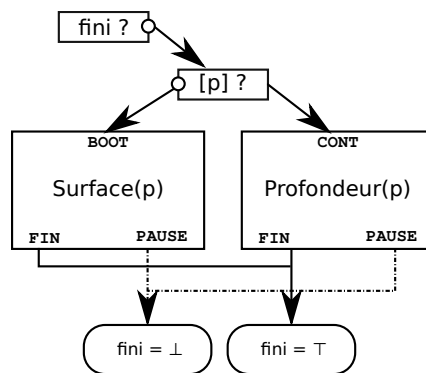 fini ?
[p] ?
BOOT
CONT
Surface(p)
Profondeur(p)
FIN
PAUSE
FIN
PAUSE
fini = ⊥
fini = ⊤